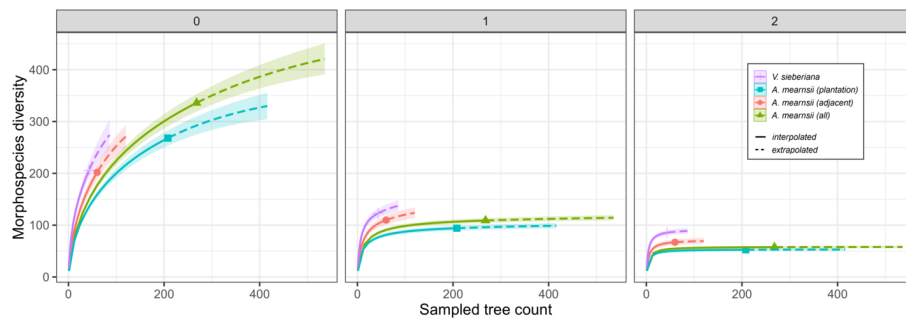 0
1
2
Morphospecies diversity
400
300
200
100
0
V. sieberiana
A. mearnsii (plantation)
A. mearnsii (adjacent)
A. mearnsii (all)
interpolated
extrapolated
0 200 400 0 200 400 0 200 400
Sampled tree count